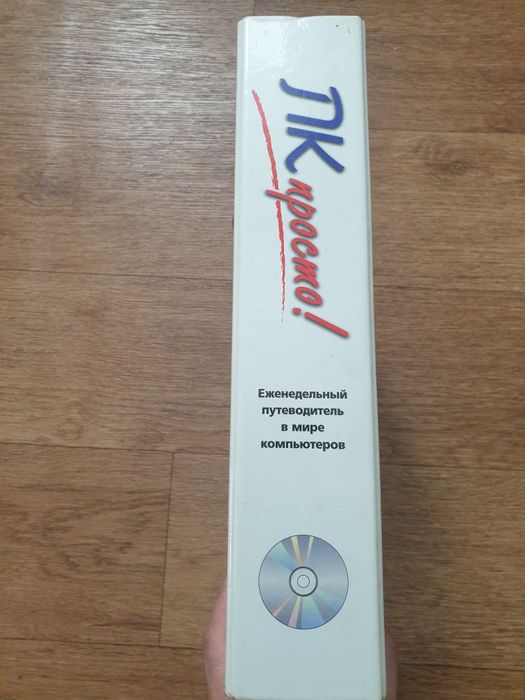 ПК просто!
Еженедельный
путеводитель
в мире
компьютеров